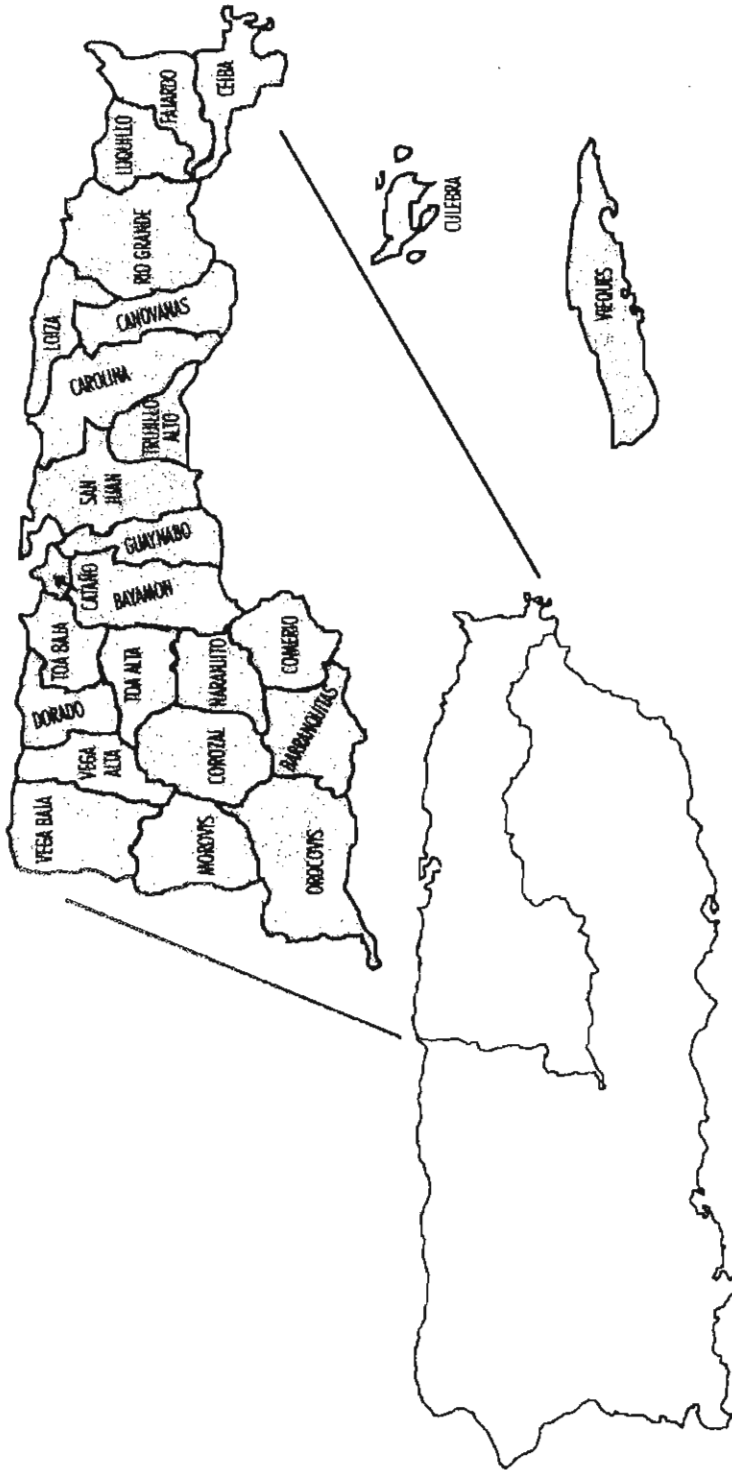 VEGA BAJA
VEGA
ALTA
DORADO
TOA BAJA
CATAÑO
TOA ALTA
BAYAMON
GUAYNABO
SAN
JUAN
TRUJILLO
ALTO
CAROLINA
LOIZA
CANOVANAS
RIO GRANDE
LUQUILLO
FAJARDO
CEIBA
MOROVIS
COROZAL
NARANJITO
COMERIO
OROCOVIS
BARRANQUITAS
CULEBRA
VIEQUES